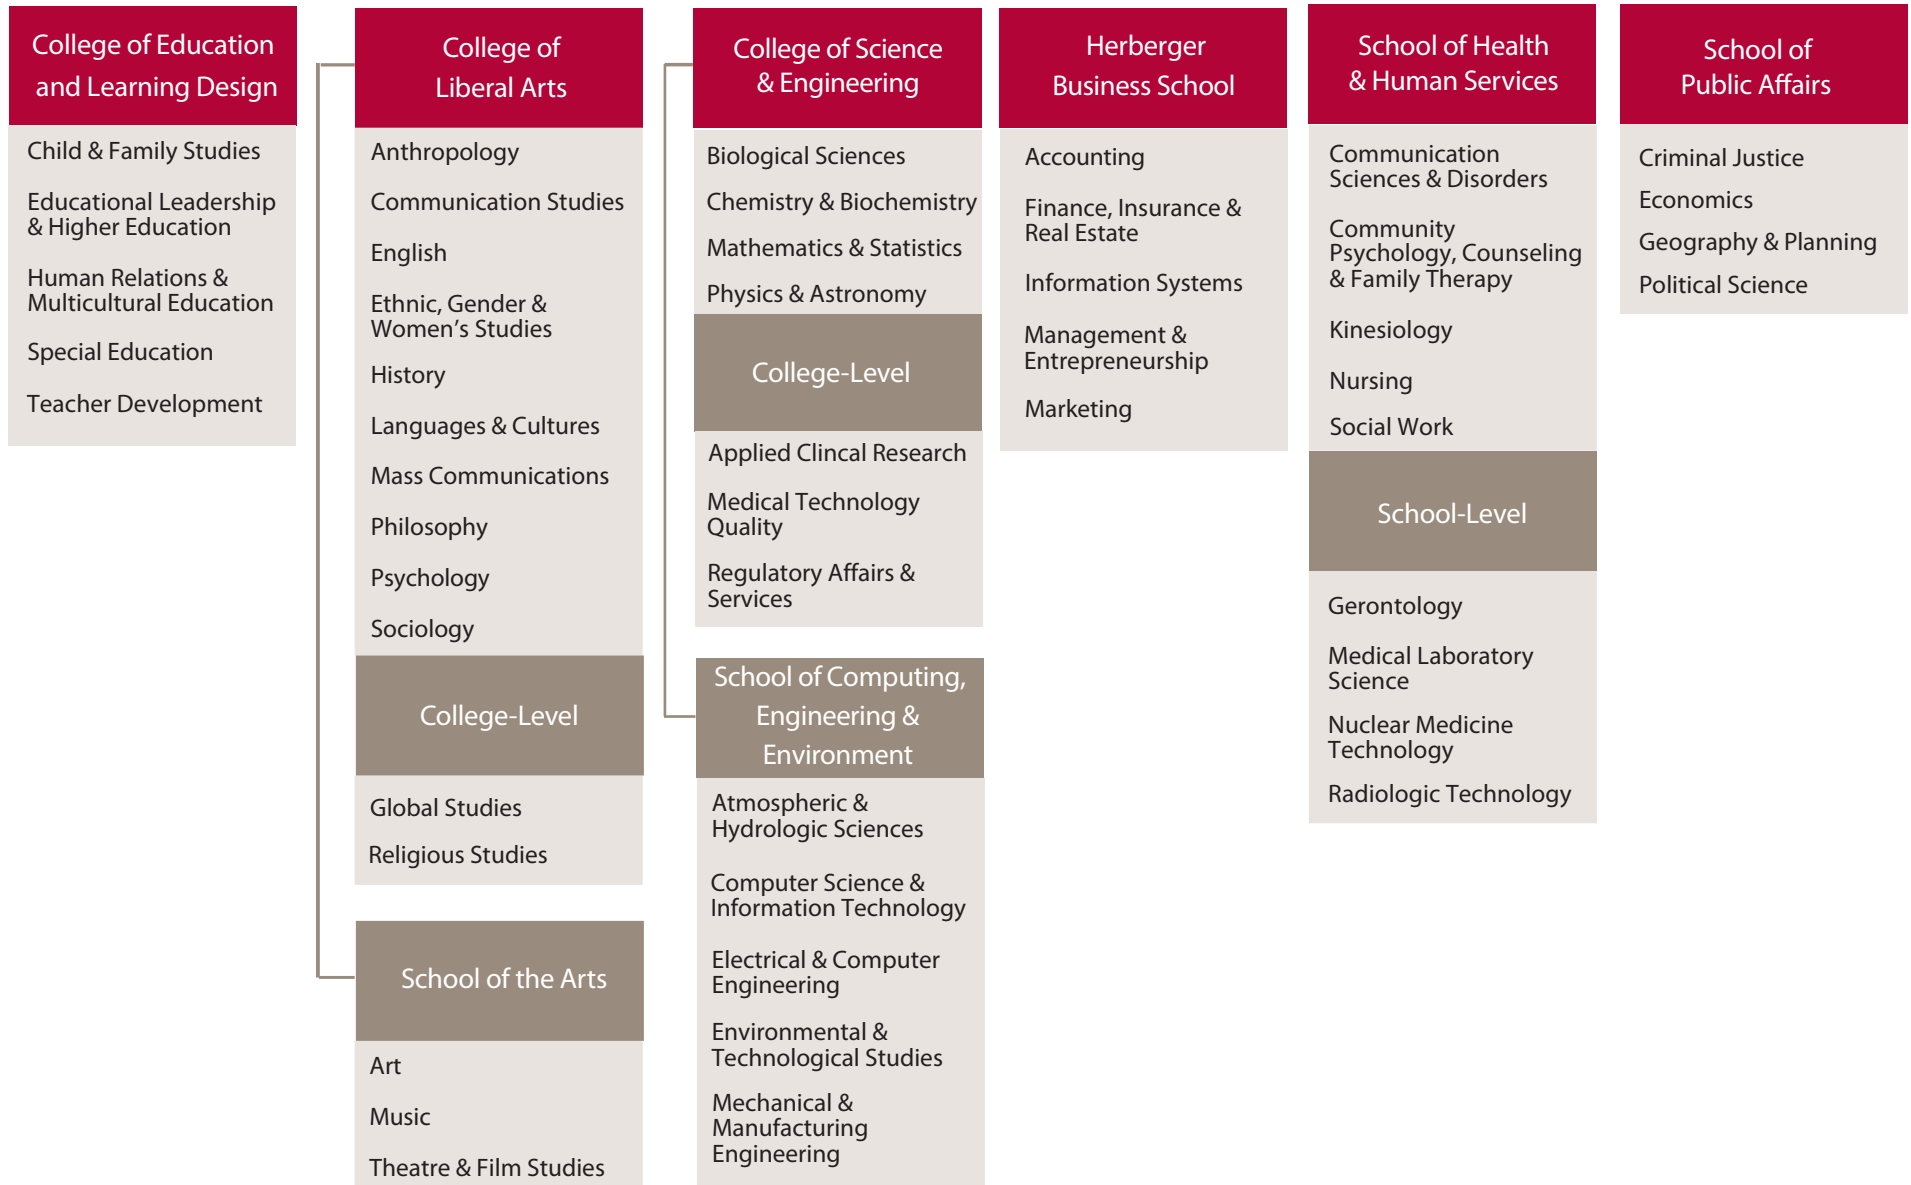 College of Education
and Learning Design
Child & Family Studies
Educational Leadership
& Higher Education
Human Relations &
Multicultural Education
Special Education
Teacher Development
College of
Liberal Arts
Anthropology
Communication Studies
English
Ethnic, Gender &
Women's Studies
History
Languages & Cultures
Mass Communications
Philosophy
Psychology
Sociology
College-Level
Global Studies
Religious Studies
School of the Arts
Art
Music
Theatre & Film Studies
College of Science
& Engineering
Biological Sciences
Chemistry & Biochemistry
Mathematics & Statistics
Physics & Astronomy
College-Level
Applied Clincal Research
Medical Technology
Quality
Regulatory Affairs &
Services
School of Computing,
Engineering &
Environment
Atmospheric &
Hydrologic Sciences
Computer Science &
Information Technology
Electrical & Computer
Engineering
Environmental &
Technological Studies
Mechanical &
Manufacturing
Engineering
Herberger
Business School
Accounting
Finance, Insurance &
Real Estate
Information Systems
Management &
Entrepreneurship
Marketing
School of Health
& Human Services
Communication
Sciences & Disorders
Community
Psychology, Counseling
& Family Therapy
Kinesiology
Nursing
Social Work
School-Level
Gerontology
Medical Laboratory
Science
Nuclear Medicine
Technology
Radiologic Technology
School of
Public Affairs
Criminal Justice
Economics
Geography & Planning
Political Science